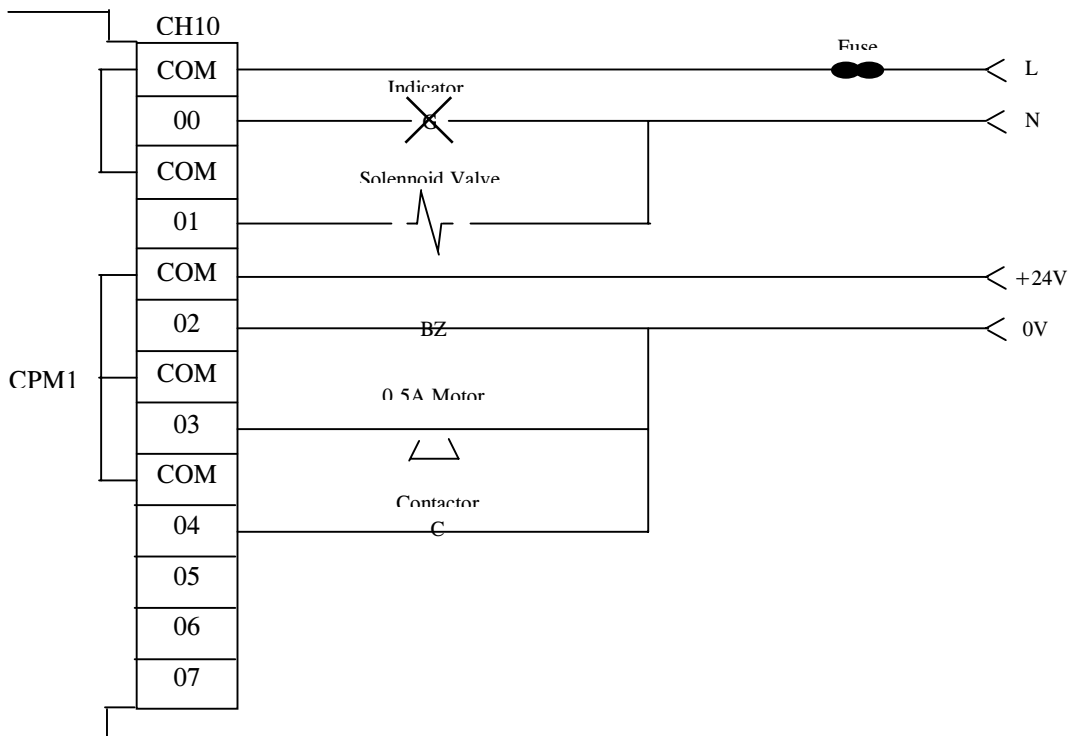 CH10
COM
Fuse
L
Indicator
00
G
N
COM
Solennoid Valve
01
COM
+24V
02
BZ
0V
CPM1
COM
0.5A Motor
03
COM
Contactor
04
C
05
06
07